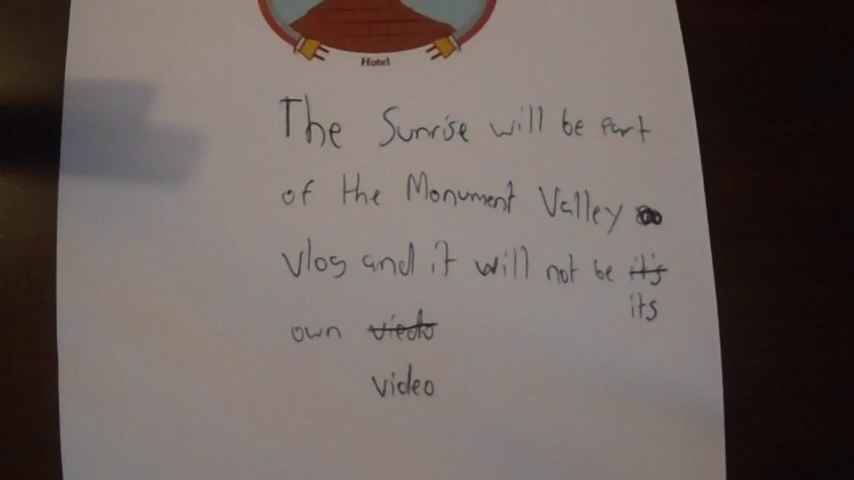 Hotel
The Sunrise will be part
of the Monument Valley
vlog and it will not be it's
its
own viedo
video